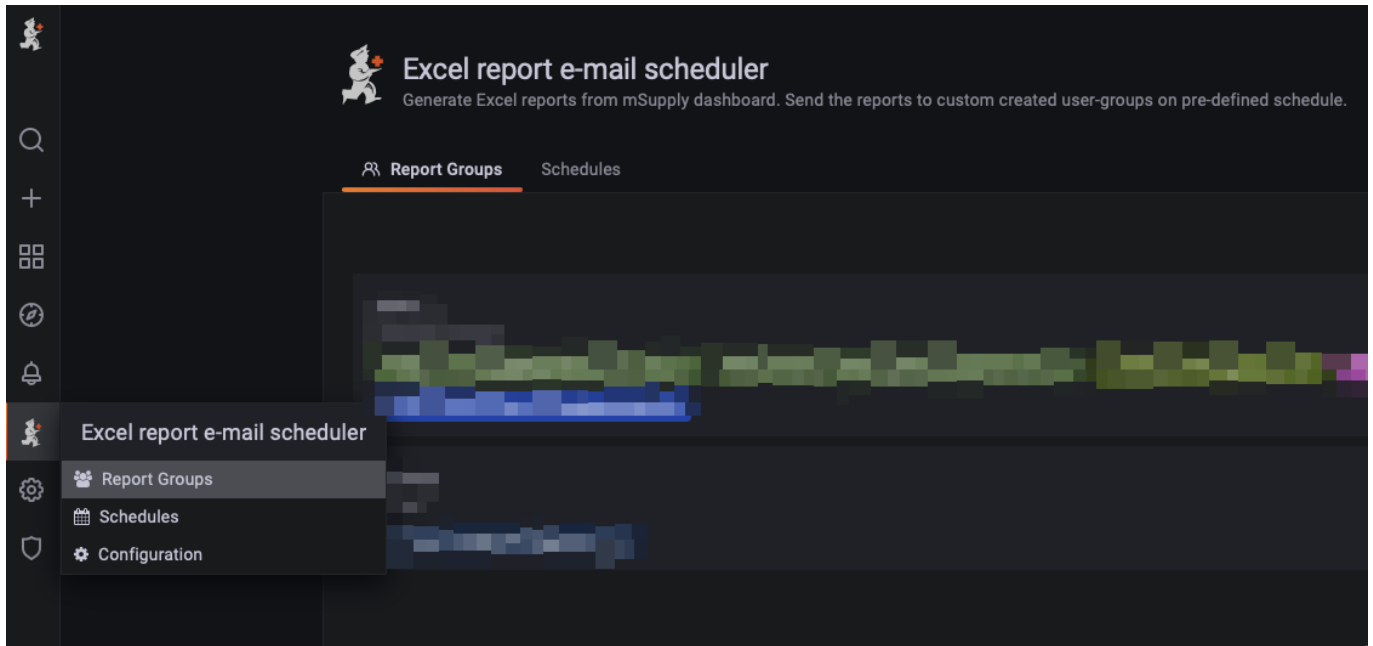 Excel report e-mail scheduler
Generate Excel reports from mSupply dashboard. Send the reports to custom created user-groups on pre-defined schedule.
Report Groups
Schedules
Excel report e-mail scheduler
Report Groups
Schedules
Configuration